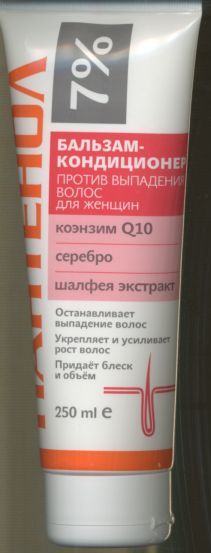 ПАНТЕНОЛ
7%
БАЛЬЗАМ-
КОНДИЦИОНЕР
ПРОТИВ ВЫПАДЕНИЯ
ВОЛОС
для женщин
коэнзим Q10
серебро
шалфея экстракт
Останавливает
выпадение волос
Укрепляет и усиливает
рост волос
Придаёт блеск
и объём
250 ml e